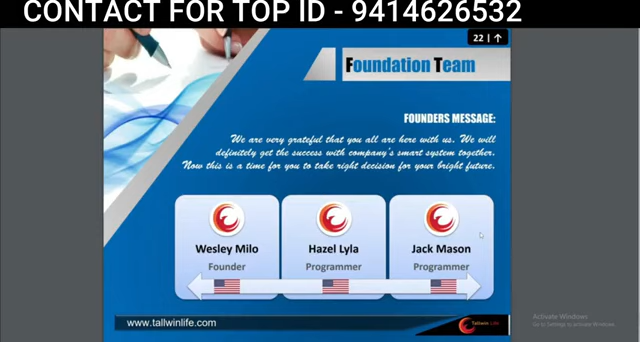 CONTACT FOR TOP ID - 9414626532
22 | ↑
Foundation Team
FOUNDERS MESSAGE:
We are very grateful that you all are here with us. We will
definitely get the success with company's smart system together.
Now this is a time for you to take right decision for your bright future.
Wesley Milo
Founder
Hazel Lyla
Programmer
Jack Mason
Programmer
www.tallwinlife.com
Tallwin Life
Activate Windows
Go to Settings to activate Windows.